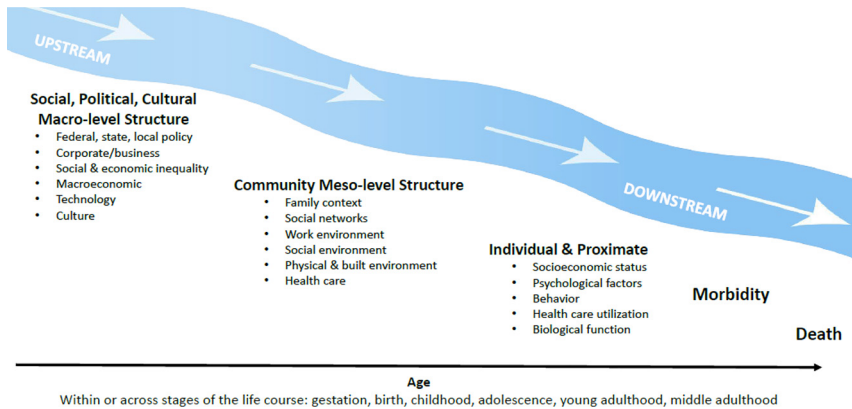 UPSTREAM
Social, Political, Cultural
Macro-level Structure
• Federal, state, local policy
• Corporate/business
• Social & economic inequality
• Macroeconomic
• Technology
• Culture
Community Meso-level Structure
• Family context
• Social networks
• Work environment
• Social environment
• Physical & built environment
• Health care
DOWNSTREAM
Individual & Proximate
• Socioeconomic status
• Psychological factors
• Behavior
• Health care utilization
• Biological function
Morbidity
Death
Age
Within or across stages of the life course: gestation, birth, childhood, adolescence, young adulthood, middle adulthood